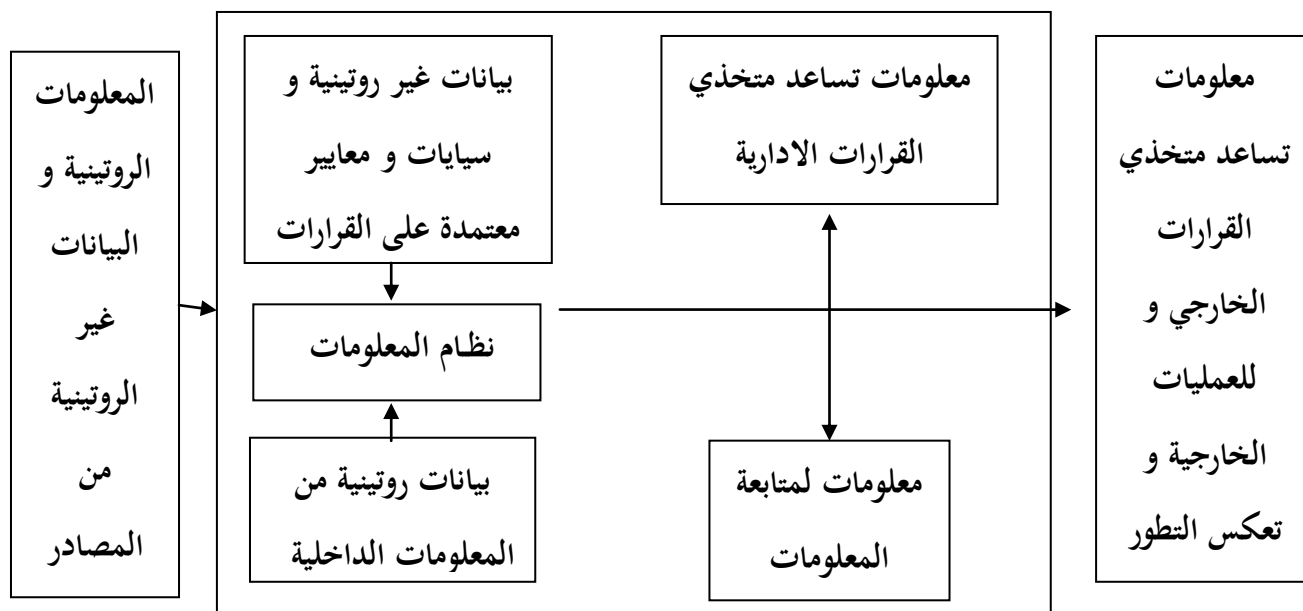 المعلومات
الروتينية و
البيانات
غير
الروتينية
من
المصادر
بيانات غير روتينية و
سيايات و معايير
معتمدة على القرارات
نظام المعلومات
بيانات روتينية من
المعلومات الداخلية
معلومات تساعد متخذي
القرارات الادارية
معلومات لمتابعة
المعلومات
معلومات
تساعد متخذي
القرارات
الخارجي و
للعمليات
الخارجية و
تعكس التطور